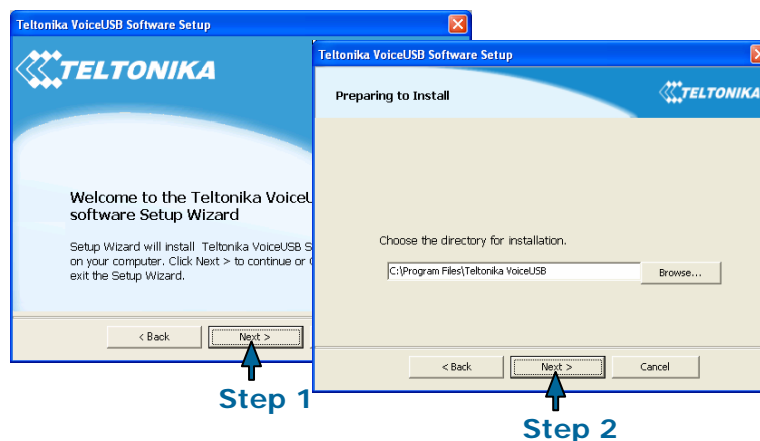 Teltonika VoiceUSB Software Setup
TELTONIKA
Welcome to the Teltonika
software Setup Wizard
Setup Wizard will install Teltonika VoiceUSB
on your computer. Click Next > to continue or
exit the Setup Wizard.
< Back
Next >
Step 1
Teltonika VoiceUSB Software Setup
Preparing to Install
TELTONIKA
Choose the directory for installation.
C:\Program Files\Teltonika VoiceUSB
Browse...
< Back
Next >
Cancel
Step 2